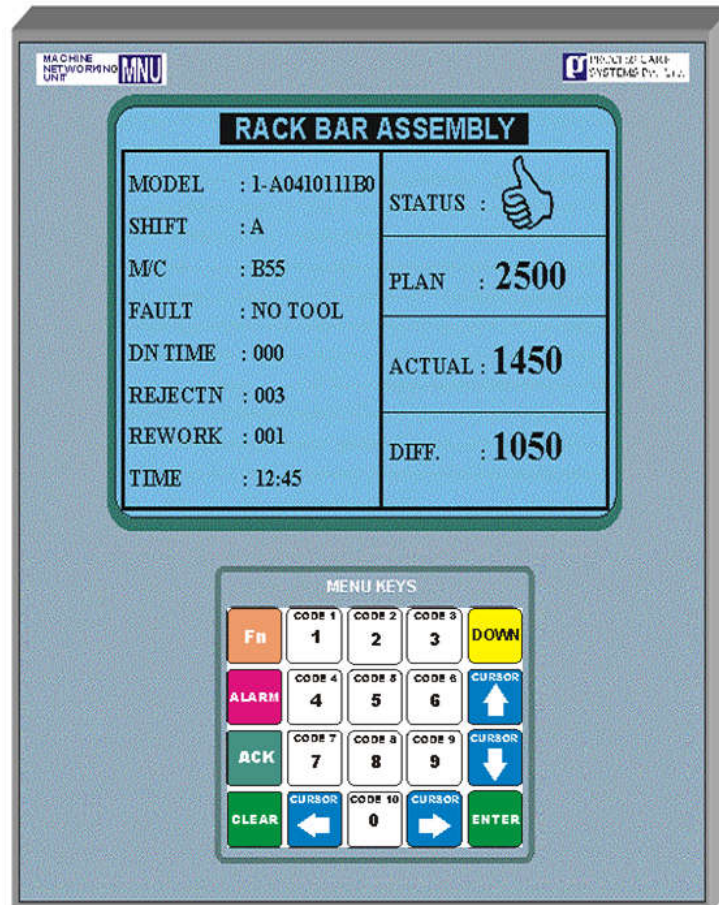 MACHINE
NETWORKING
UNIT
MNU
SYSTEMS
RACK BAR ASSEMBLY
MODEL : 1-A0410111B0
SHIFT : A
M/C : B55
FAULT : NO TOOL
DN TIME : 000
REJECTN : 003
REWORK : 001
TIME : 12:45
STATUS :
PLAN : 2500
ACTUAL : 1450
DIFF. : 1050
MENU KEYS
Fn
CODE 1
1
CODE 2
2
CODE 3
3
DOWN
ALARM
CODE 4
4
CODE 5
5
CODE 6
6
CURSOR
ACK
CODE 7
7
CODE 8
8
CODE 9
9
CURSOR
CLEAR
CURSOR
CODE 10
0
CURSOR
ENTER